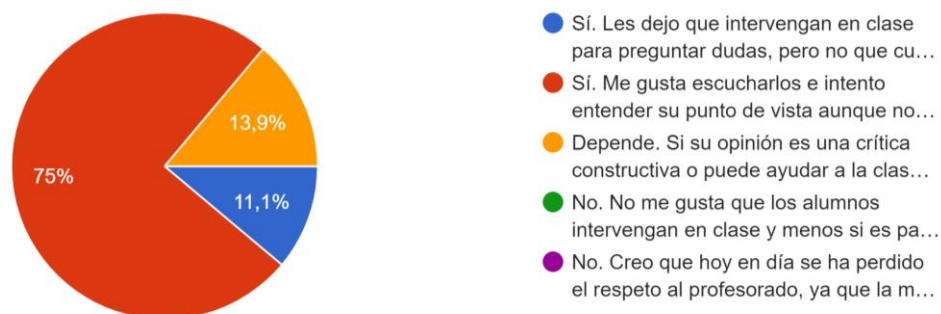 75%
13,9%
11,1%
Sí. Les dejo que intervengan en clase
para preguntar dudas, pero no que cu…
Sí. Me gusta escucharlos e intento
entender su punto de vista aunque no…
Depende. Si su opinión es una crítica
constructiva o puede ayudar a la clas…
No. No me gusta que los alumnos
intervengan en clase y menos si es pa…
No. Creo que hoy en día se ha perdido
el respeto al profesorado, ya que la m…